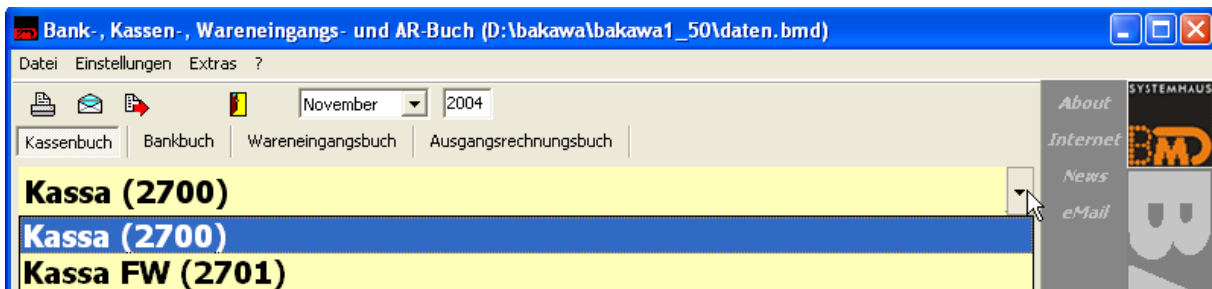 Bank-, Kassen-, Wareneingangs- und AR-Buch (D:\bakawa\bakawa1_50\daten.bmd)
Datei Einstellungen Extras ?
November 2004
Kassenbuch Bankbuch Wareneingangsbuch Ausgangsrechnungsbuch
Kassa (2700)
Kassa (2700)
Kassa FW (2701)
About
Internet
News
eMail
SYSTEMHAUS
BMD
B